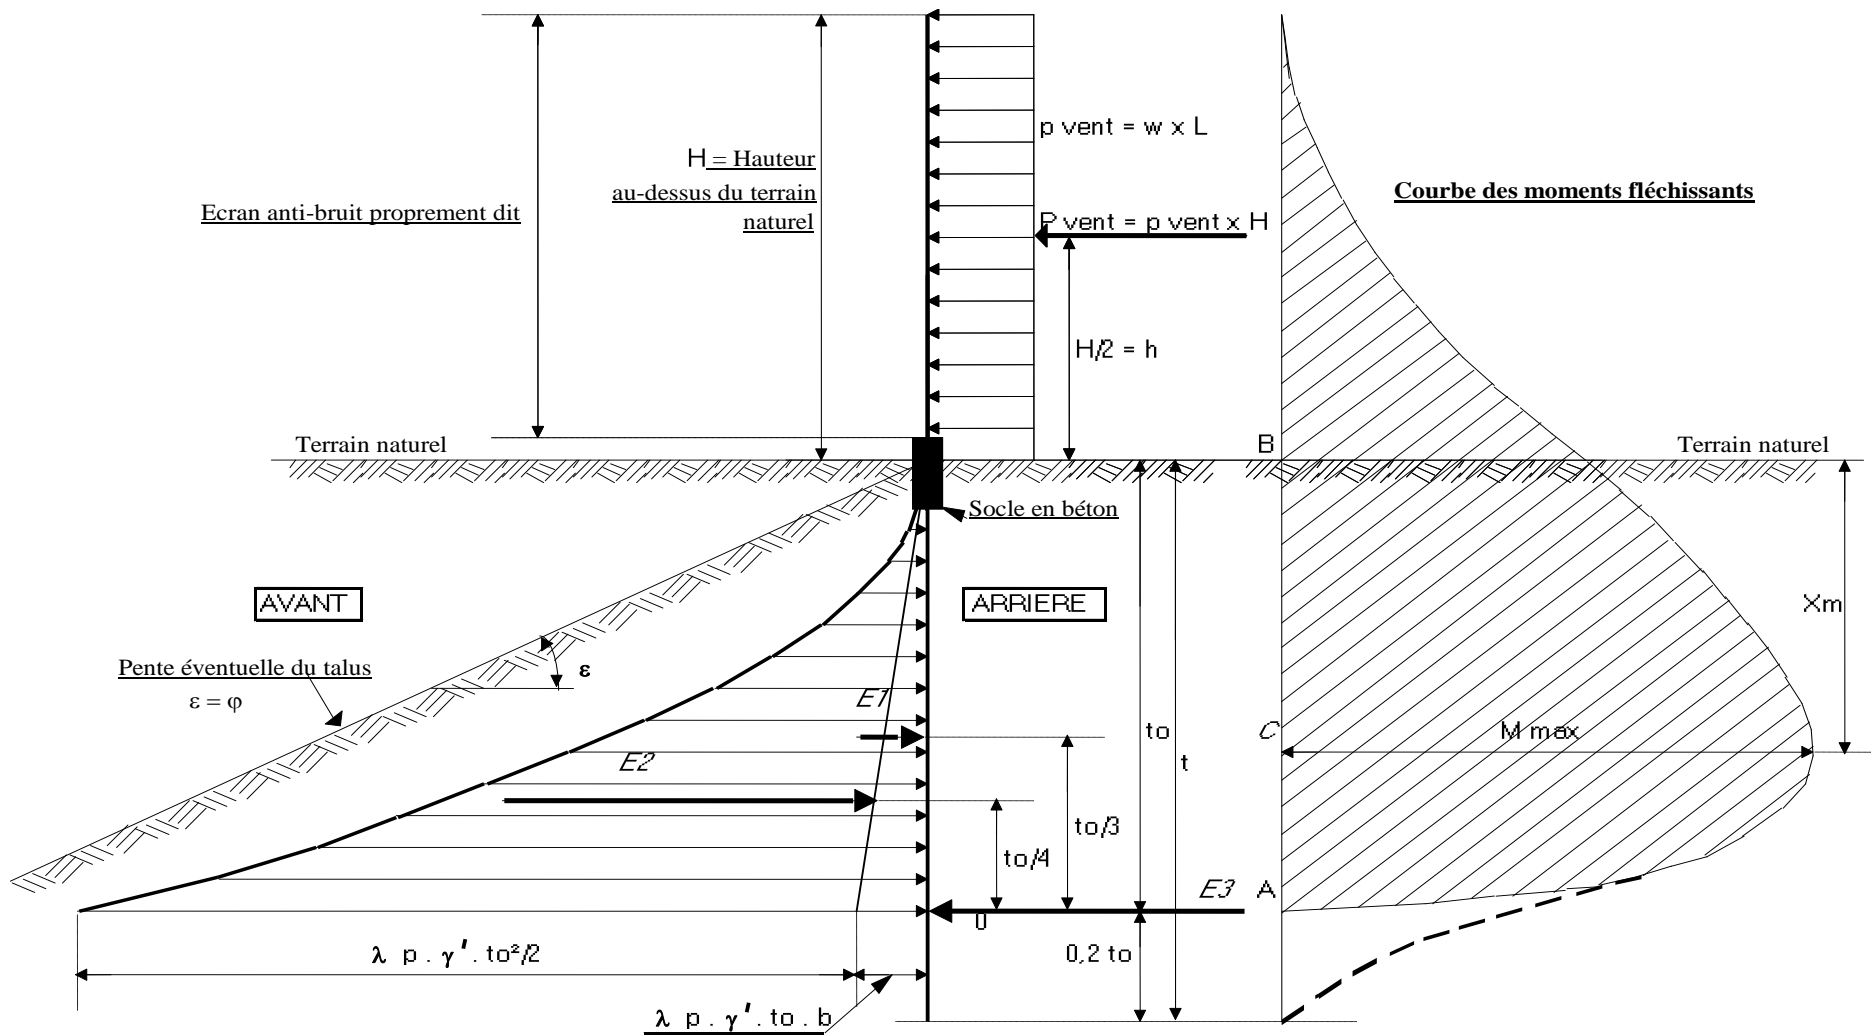 p vent = w x L
H = Hauteur
au-dessus du terrain
naturel
Ecran anti-bruit proprement dit
Courbe des moments fléchissants
P vent = p vent x H
H/2 = h
Terrain naturel
B
Terrain naturel
Socle en béton
AVANT
ARRIERE
Xm
Pente éventuelle du talus
ε = φ
ε
E1
to
t
C
M max
E2
to/3
to/4
E3
A
0
λ p . γ' . to²/2
0,2 to
λ p . γ' . to . b